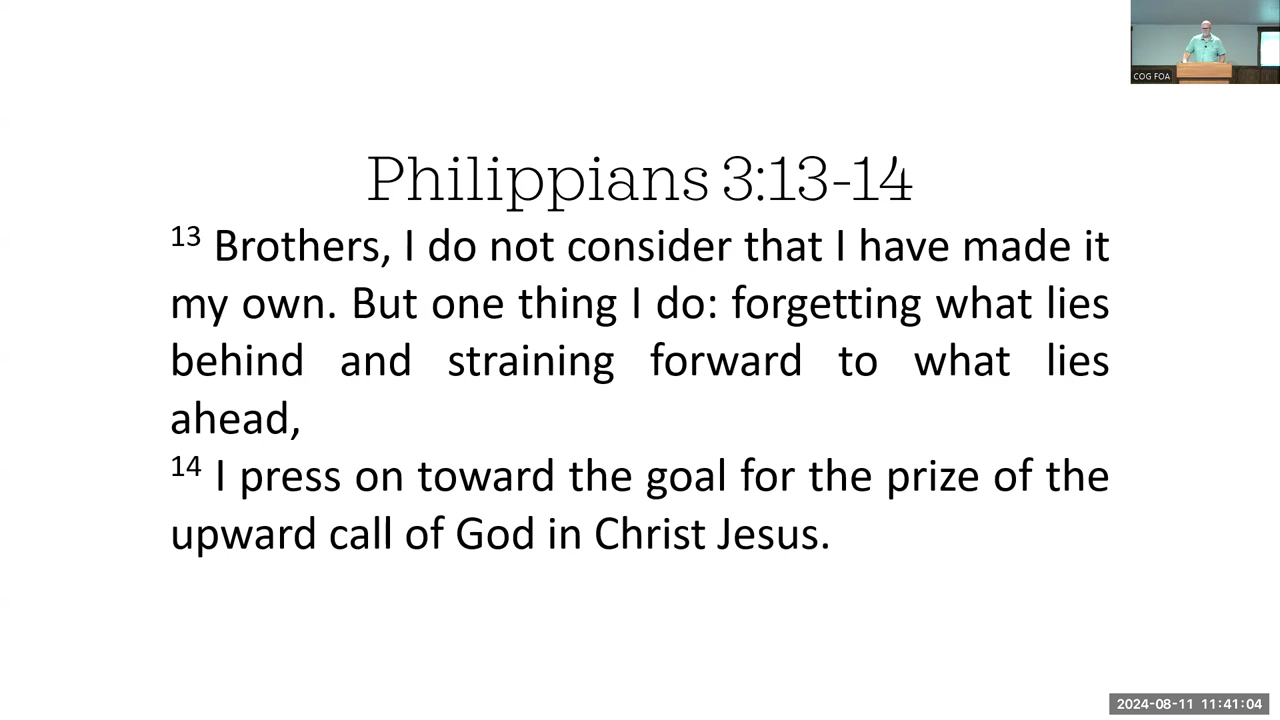 COG FOA
Philippians 3:13-14
13 Brothers, I do not consider that I have made it
my own. But one thing I do: forgetting what lies
behind and straining forward to what lies
ahead,
14 I press on toward the goal for the prize of the
upward call of God in Christ Jesus.
2024-08-11 11:41:04